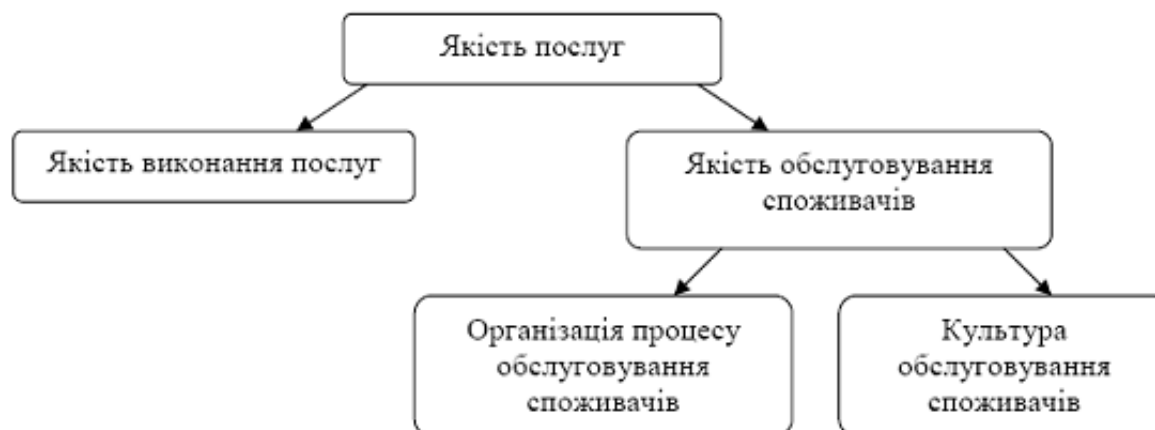 Якість послуг
Якість виконання послуг
Якість обслуговування
споживачів
Організація процесу
обслуговування
споживачів
Культура
обслуговування
споживачів